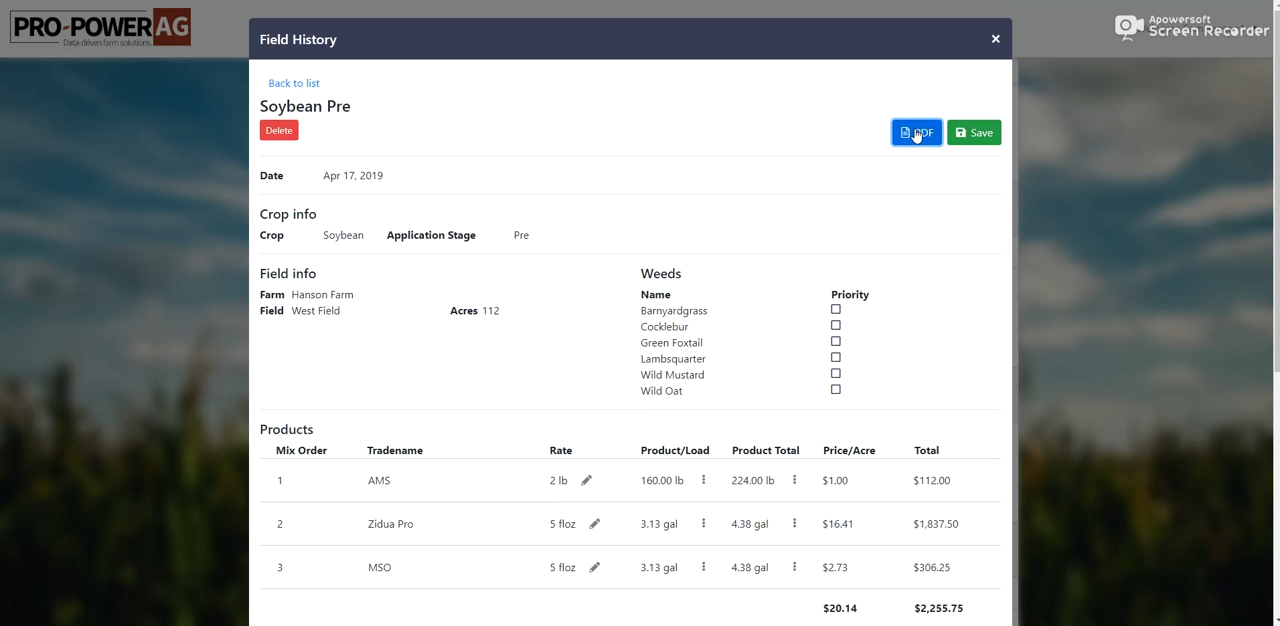 PRO-POWER AG
Data-driven farm solutions.
Apowersoft
Screen Recorder
Field History
×
Back to list
Soybean Pre
Delete
PDF
Save
Date Apr 17, 2019
Crop info
Crop Soybean Application Stage Pre
Field info
Farm Hanson Farm
Field West Field Acres 112
Weeds
Name Priority
Barnyardgrass
Cocklebur
Green Foxtail
Lambsquarter
Wild Mustard
Wild Oat
Products
Mix Order Tradename Rate Product/Load Product Total Price/Acre Total
1 AMS 2 lb 160.00 lb 224.00 lb $1.00 $112.00
2 Zidua Pro 5 floz 3.13 gal 4.38 gal $16.41 $1,837.50
3 MSO 5 floz 3.13 gal 4.38 gal $2.73 $306.25
$20.14 $2,255.75